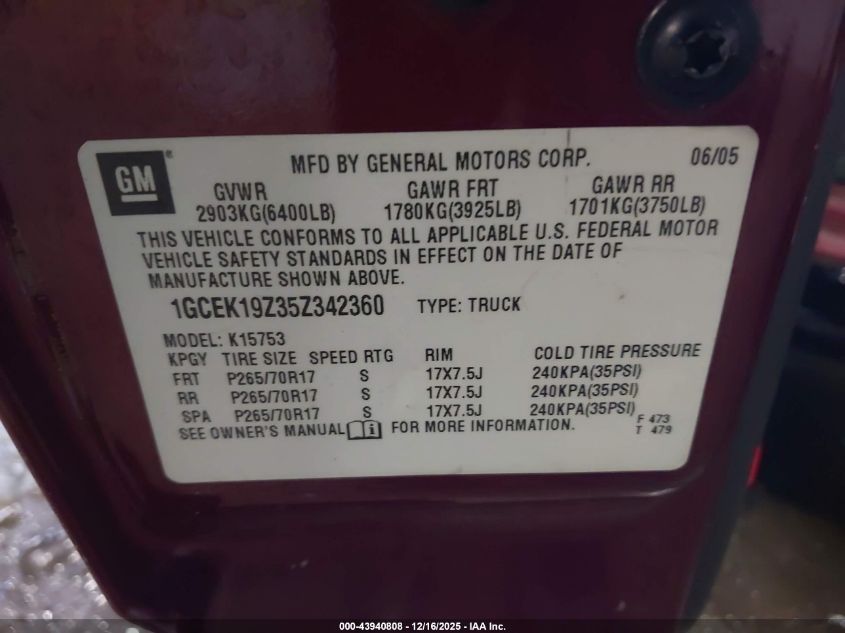 GM® MFD BY GENERAL MOTORS CORP. 06/05
GVWR GAWR FRT GAWR RR
2903KG(6400LB) 1780KG(3925LB) 1701KG(3750LB)
THIS VEHICLE CONFORMS TO ALL APPLICABLE U.S. FEDERAL MOTOR
VEHICLE SAFETY STANDARDS IN EFFECT ON THE DATE OF
MANUFACTURE SHOWN ABOVE.
1GCEK19Z35Z342360 TYPE: TRUCK
MODEL: K15753
KPGY TIRE SIZE SPEED RTG RIM COLD TIRE PRESSURE
FRT P265/70R17 S 17X7.5J 240KPA(35PSI)
RR P265/70R17 S 17X7.5J 240KPA(35PSI)
SPA P265/70R17 S 17X7.5J 240KPA(35PSI)
SEE OWNER'S MANUAL FOR MORE INFORMATION.
F 473
T 479
000-43940808 - 12/16/2025 - IAA Inc.